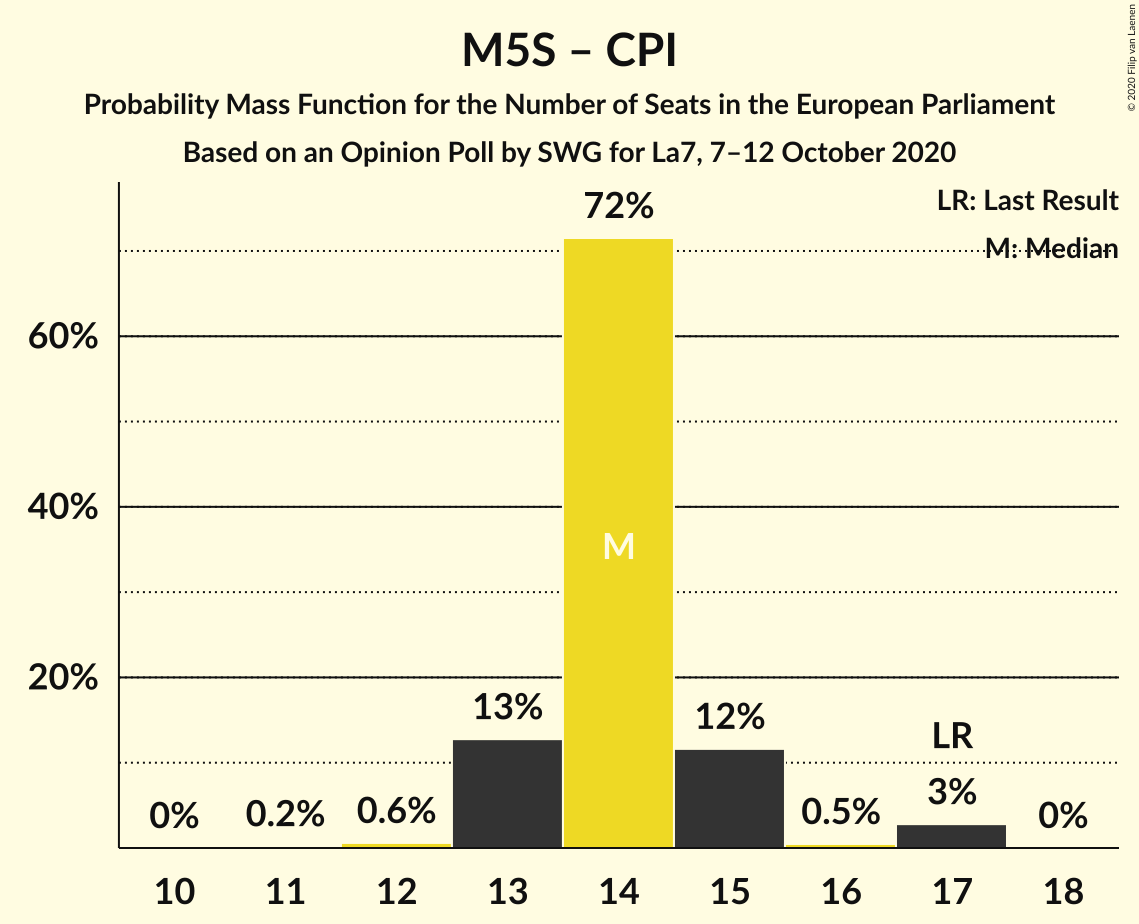 M5S – CPI
Probability Mass Function for the Number of Seats in the European Parliament
Based on an Opinion Poll by SWG for La7, 7–12 October 2020
© 2020 Filip van Laenen
LR: Last Result
M: Median
72%
60%
40%
M
20%
13%
12%
LR
3%
0%
0.2%
0.6%
0.5%
0%
10 11 12 13 14 15 16 17 18